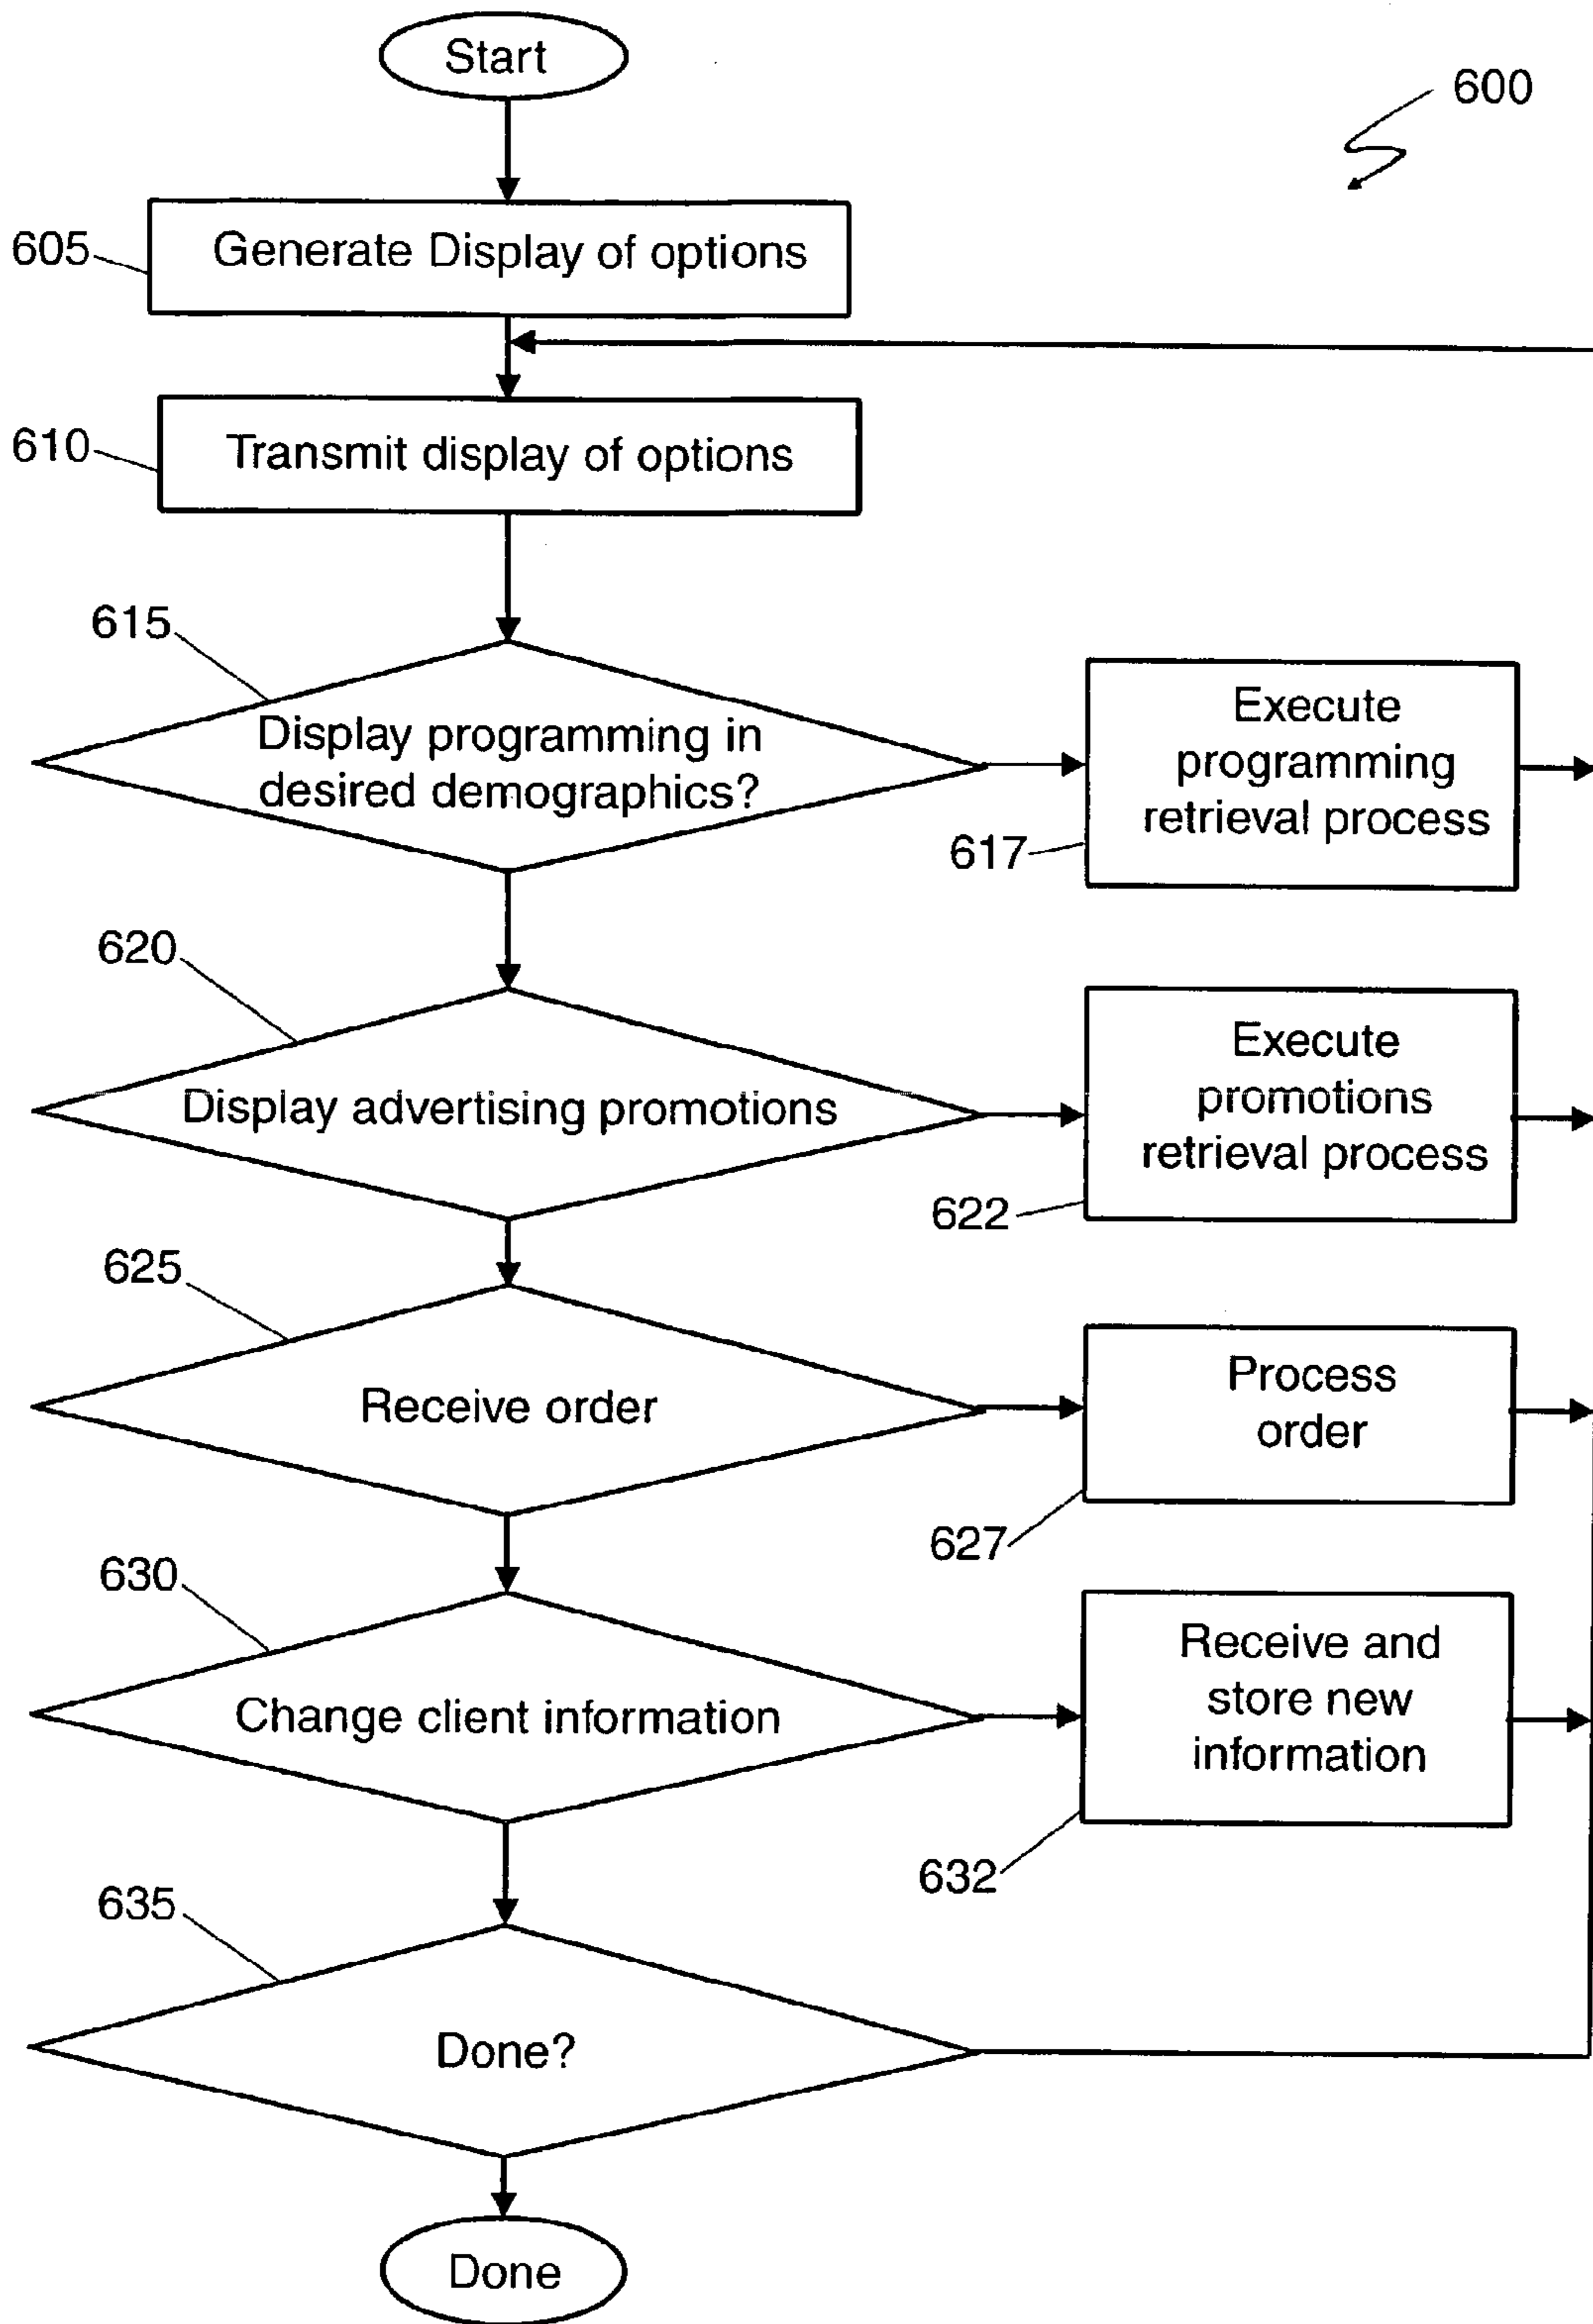 Start
600
605
Generate Display of options
610
Transmit display of options
615
Display programming in
desired demographics?
Execute
programming
retrieval process
617
620
Display advertising promotions
Execute
promotions
retrieval process
622
625
Receive order
Process
order
627
630
Change client information
Receive and
store new
information
632
635
Done?
Done